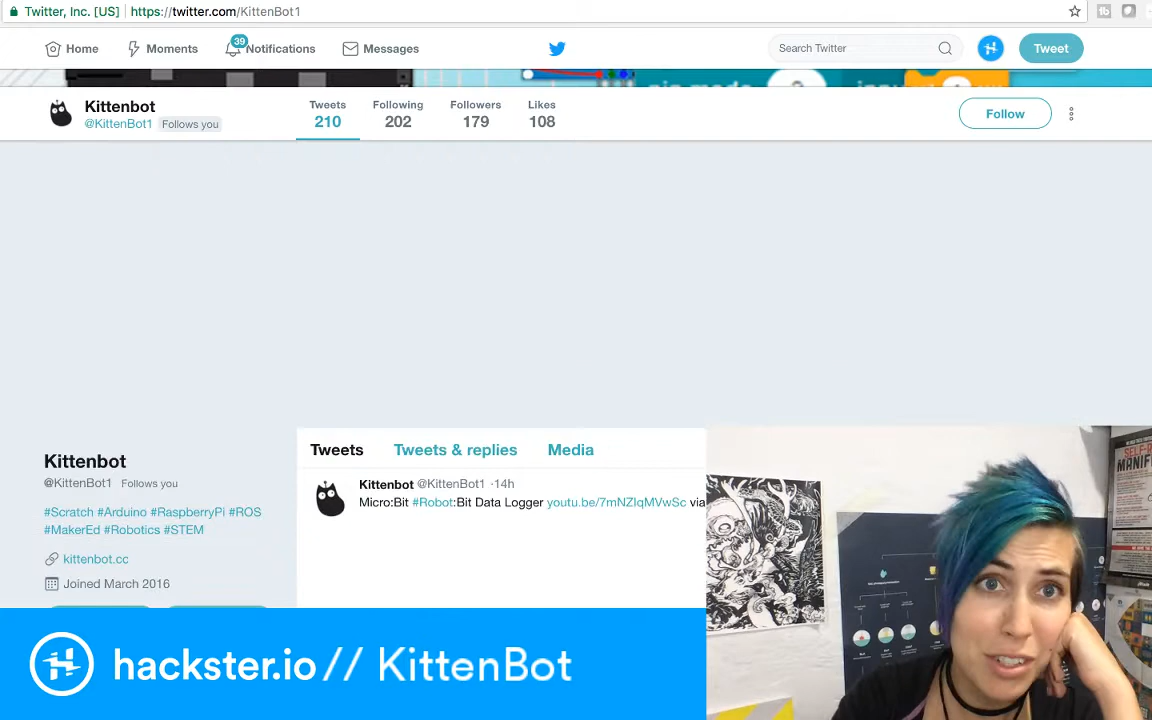 Twitter, Inc. [US] https://twitter.com/KittenBot1
Home Moments 39 Notifications Messages Search Twitter Tweet
Kittenbot
@KittenBot1 Follows you
Tweets Following Followers Likes
210 202 179 108
Follow
Kittenbot
@KittenBot1 Follows you
#Scratch #Arduino #RaspberryPi #ROS
#MakerEd #Robotics #STEM
kittenbot.cc
Joined March 2016
Tweets Tweets & replies Media
Kittenbot @KittenBot1 · 14h
Micro:Bit #Robot:Bit Data Logger youtu.be/7mNZIqMVwSc via
hackster.io // KittenBot